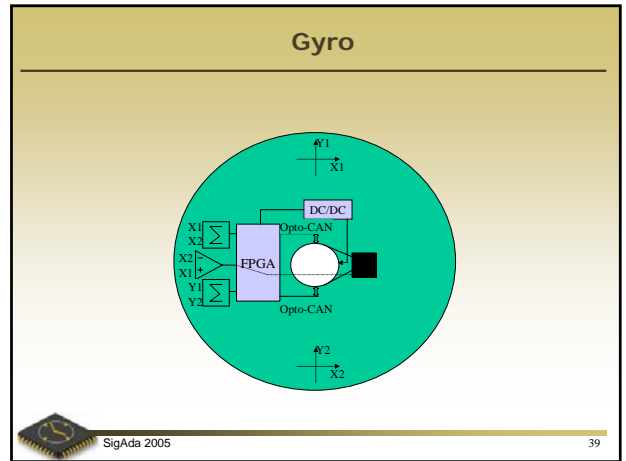 Gyro
Y1
X1
DC/DC
X1
X2
Σ
Opto-CAN
X2 −
X1 +
FPGA
Y1
Y2
Σ
Opto-CAN
Y2
X2
SigAda 2005
39